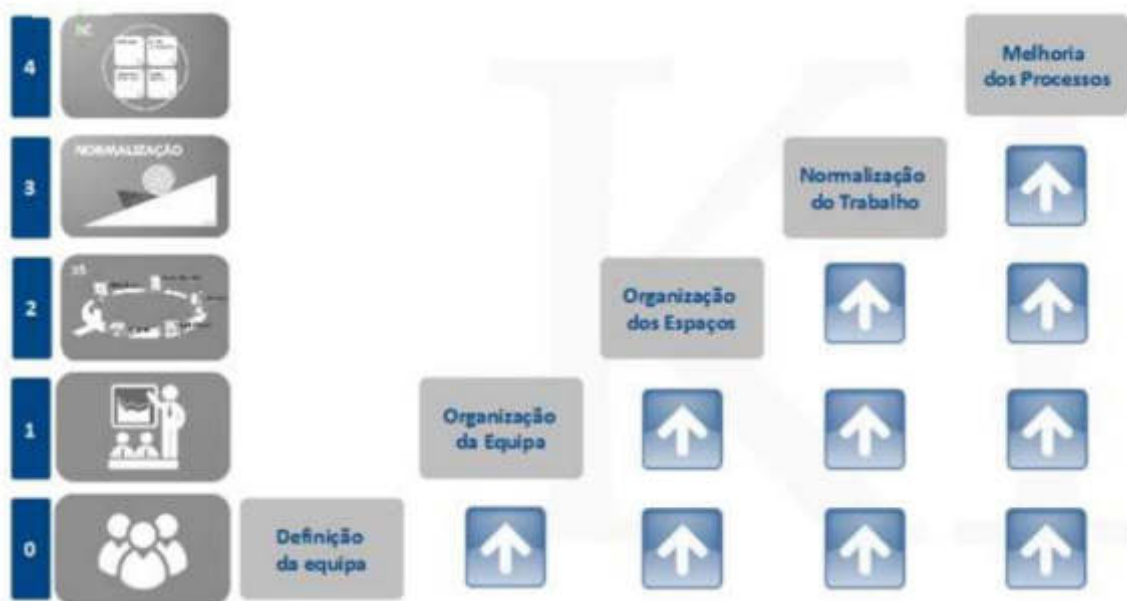 4
Melhoria
dos Processos
3
NORMALIZAÇÃO
Normalização
do Trabalho
2
Organização
dos Espaços
1
Organização
da Equipa
0
Definição
da equipa